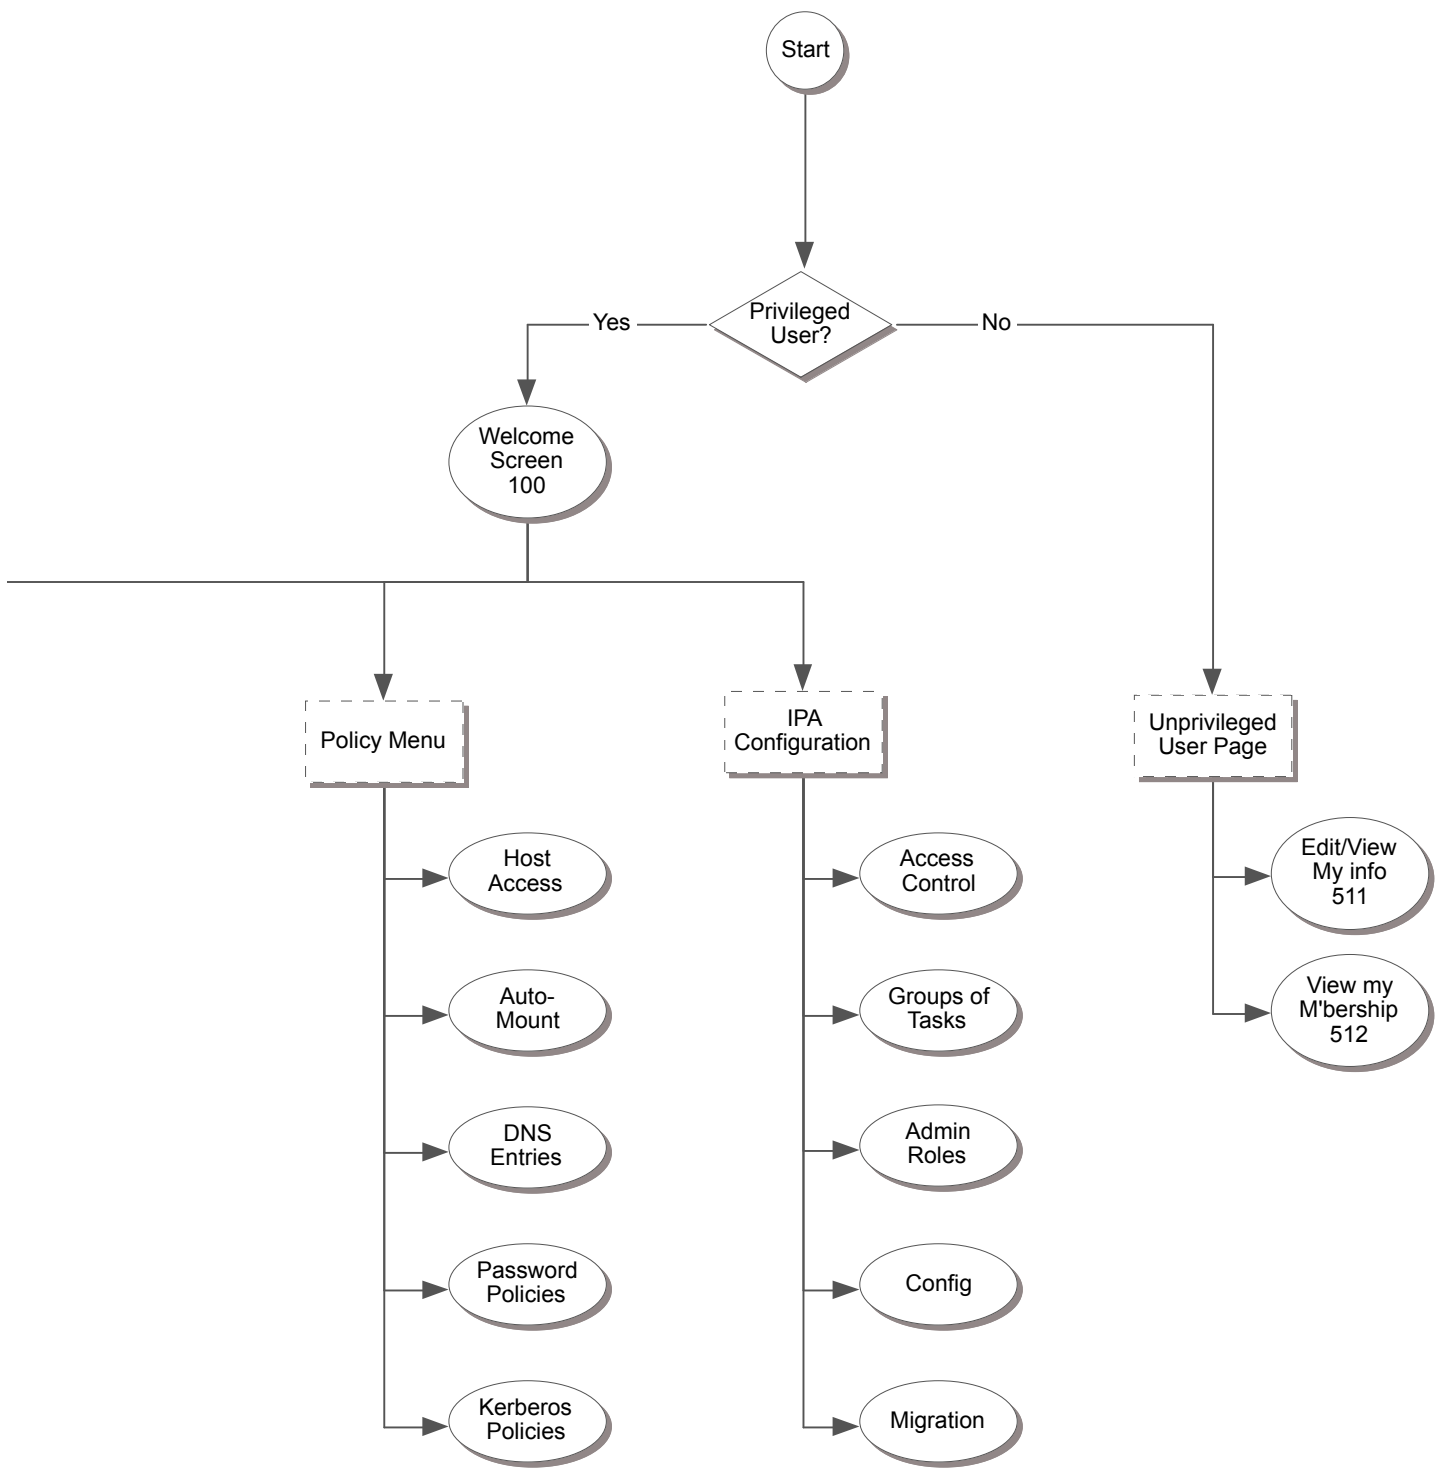 Start
Privileged
User?
Yes
No
Welcome
Screen
100
Policy Menu
IPA
Configuration
Unprivileged
User Page
Host
Access
Auto-
Mount
DNS
Entries
Password
Policies
Kerberos
Policies
Access
Control
Groups of
Tasks
Admin
Roles
Config
Migration
Edit/View
My info
511
View my
M'bership
512